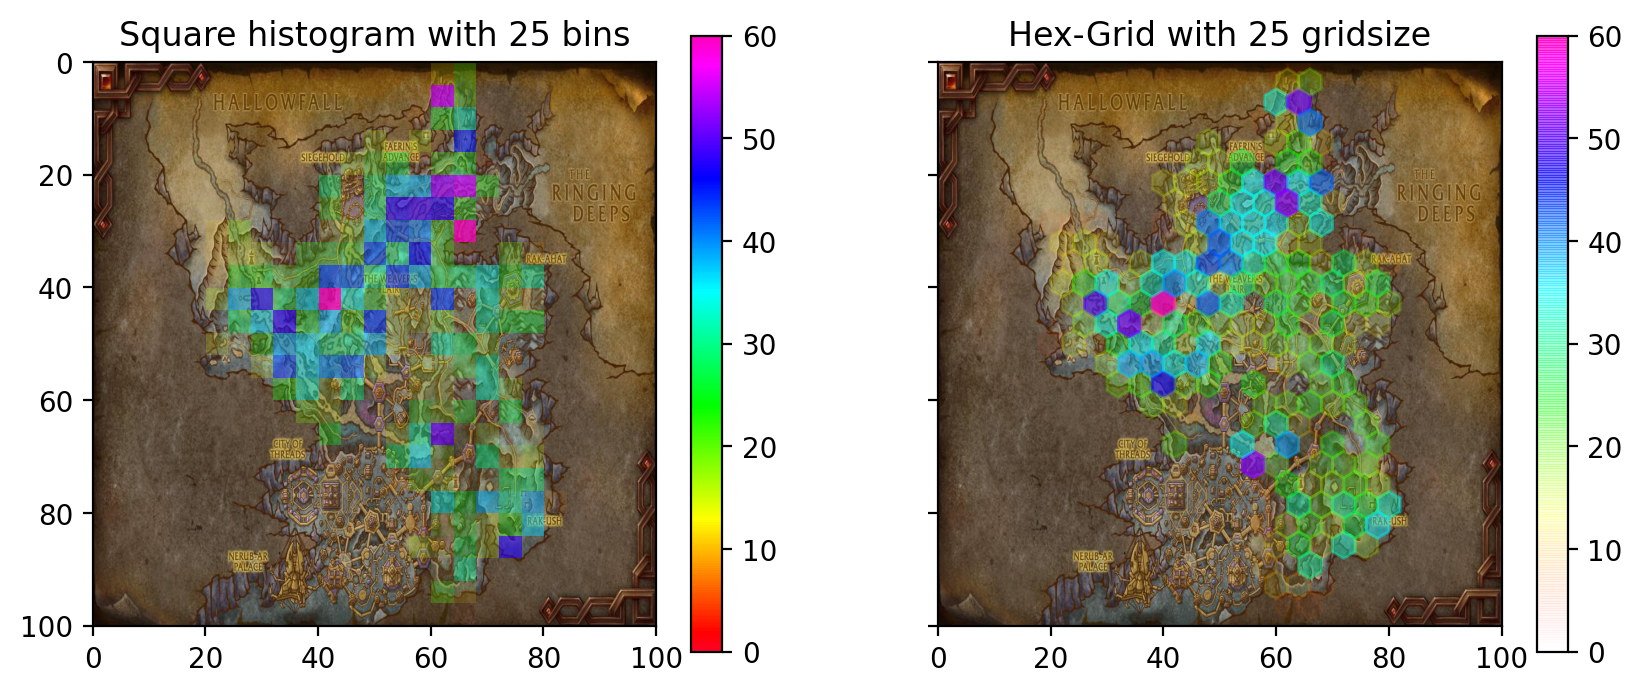 Square histogram with 25 bins
0
20
40
60
80
100
0
20
40
60
80
100
HALLOWFALL
SIEGEHOLD
FAERIN'S
ADVANCE
THE
RINGING
DEEPS
RAK-AHAT
THE WEAVER'S
LAIR
CITY OF
THREADS
RAK-USH
NERUB-AR
PALACE
60
50
40
30
20
10
0
Hex-Grid with 25 gridsize
HALLOWFALL
SIEGEHOLD
FAERIN'S
ADVANCE
THE
RINGING
DEEPS
RAK-AHAT
THE WEAVER'S
LAIR
CITY OF
THREADS
RAK-USH
NERUB-AR
PALACE
0
20
40
60
80
100
60
50
40
30
20
10
0